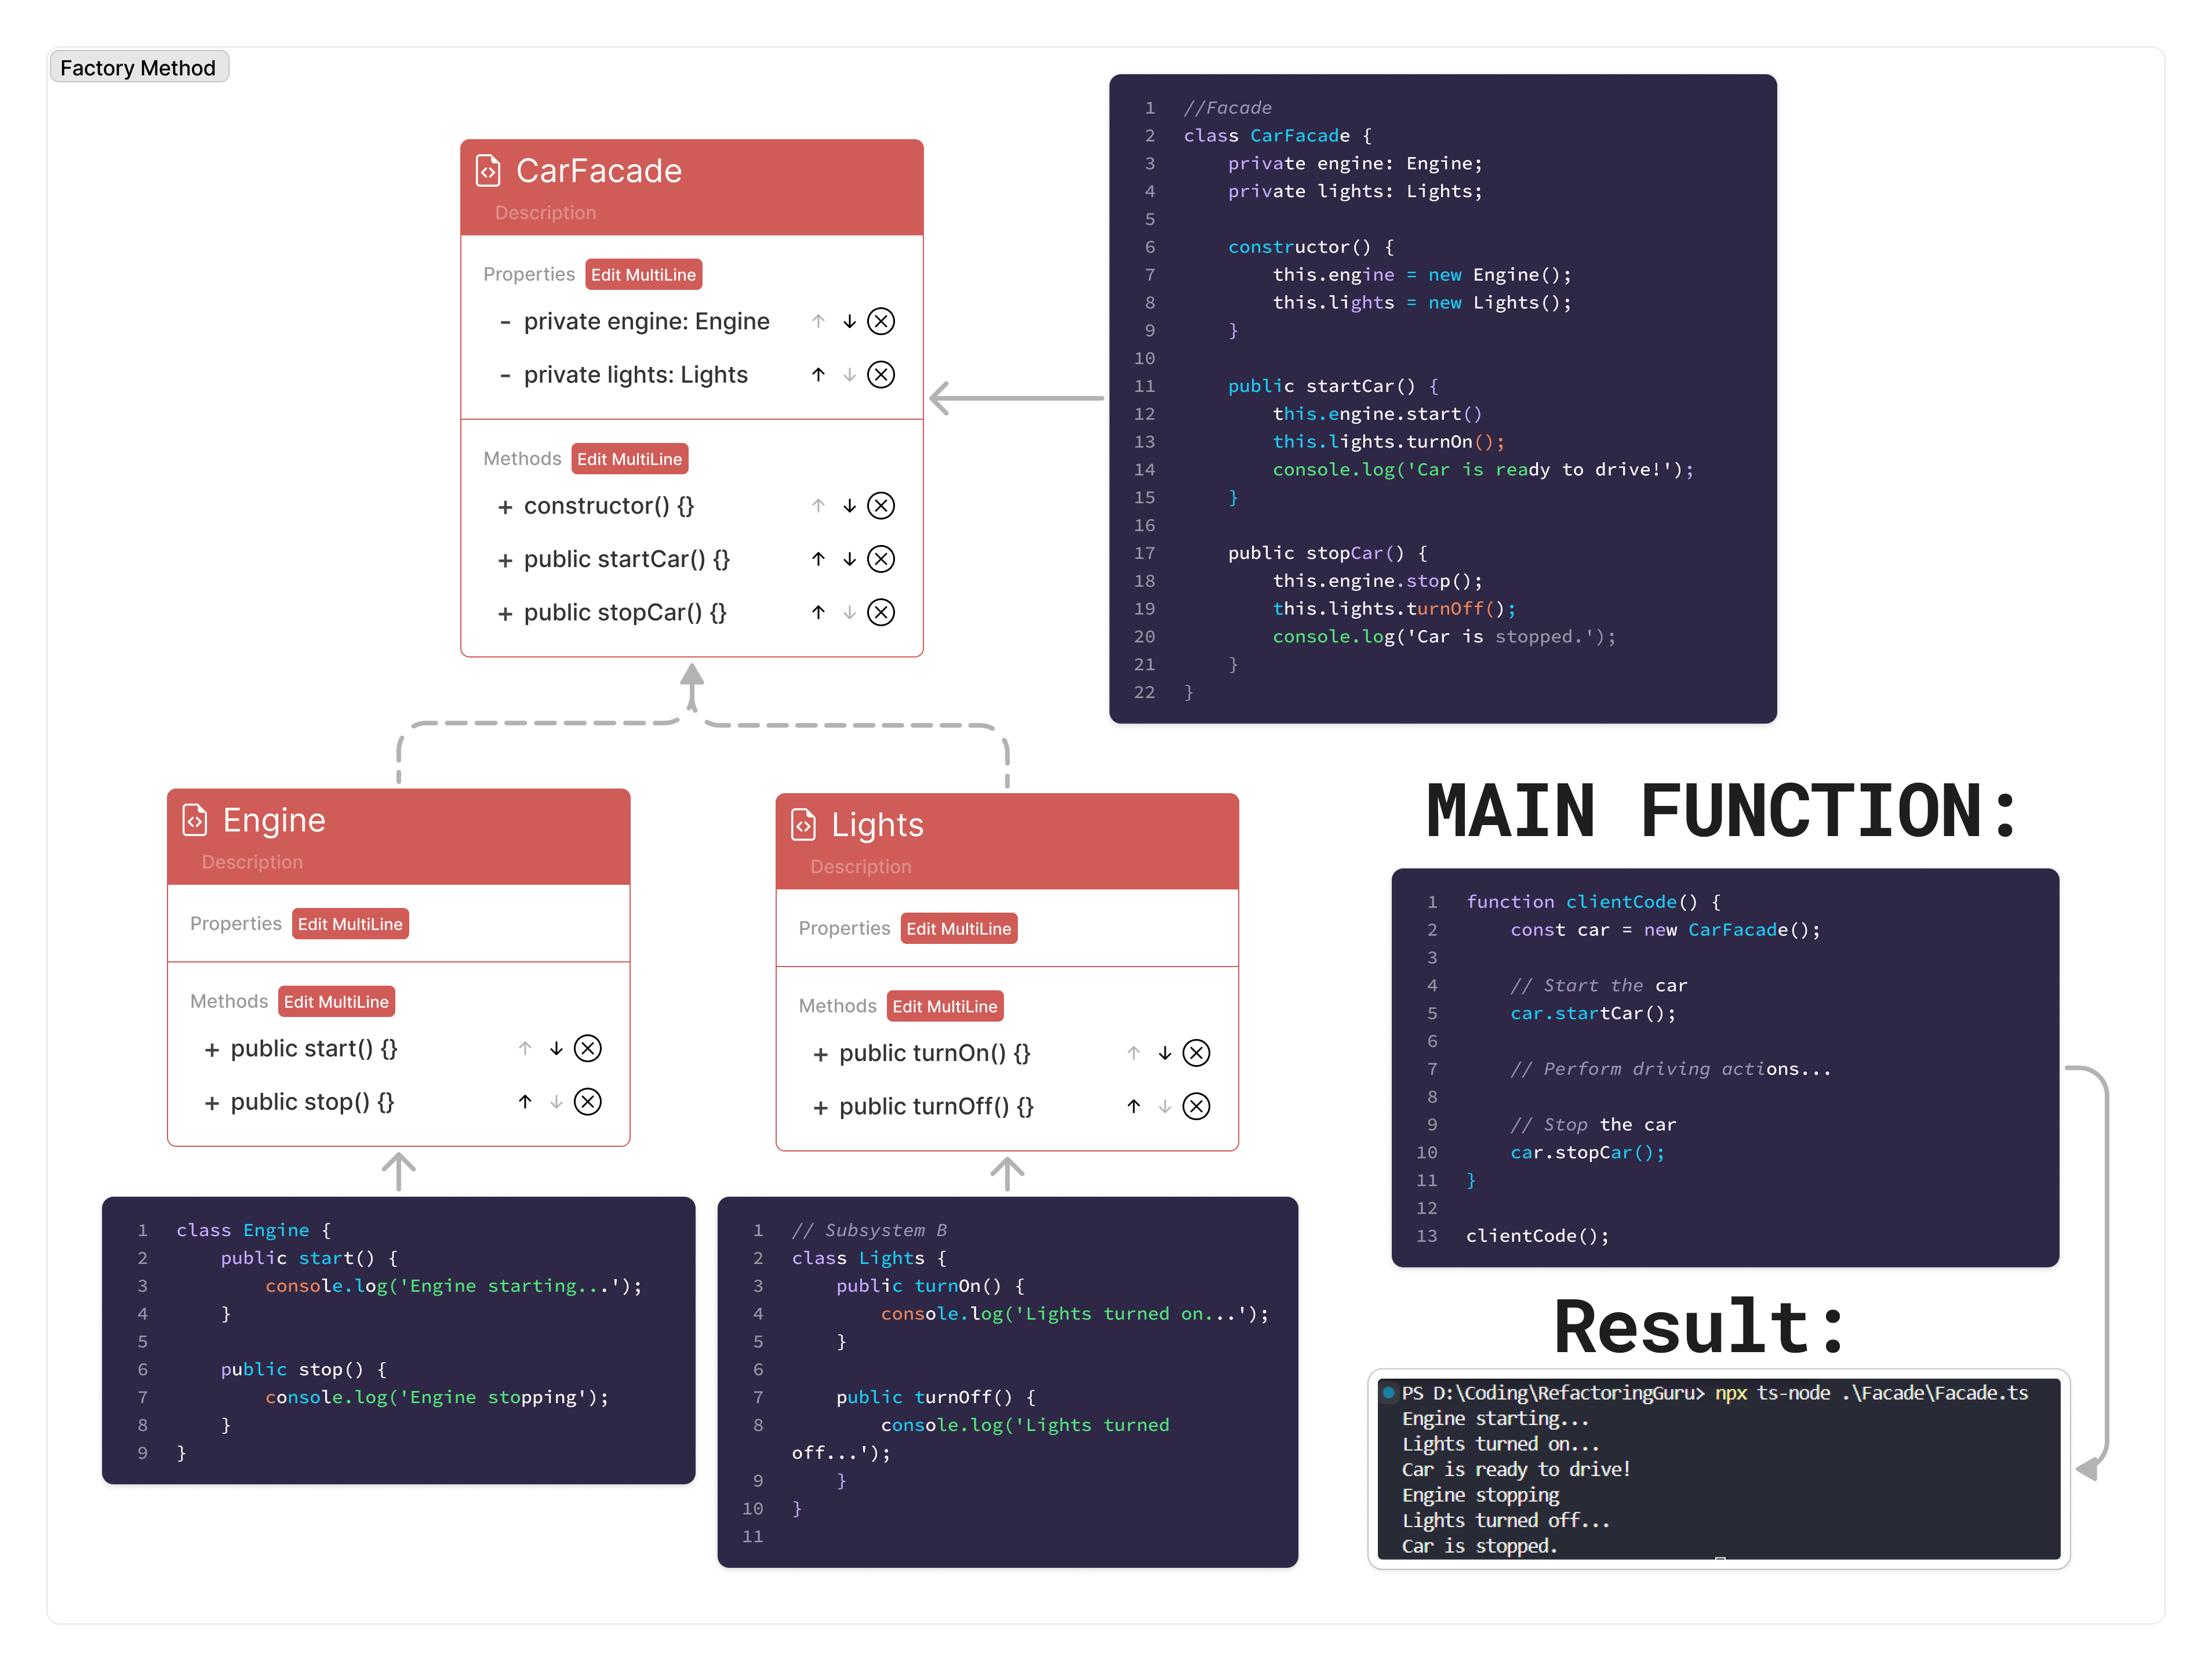 Factory Method
CarFacade
Description
Properties Edit MultiLine
- private engine: Engine
- private lights: Lights
Methods Edit MultiLine
+ constructor() {}
+ public startCar() {}
+ public stopCar() {}
1 //Facade
2 class CarFacade {
3     private engine: Engine;
4     private lights: Lights;
5
6     constructor() {
7         this.engine = new Engine();
8         this.lights = new Lights();
9     }
10
11     public startCar() {
12         this.engine.start()
13         this.lights.turnOn();
14         console.log('Car is ready to drive!');
15     }
16
17     public stopCar() {
18         this.engine.stop();
19         this.lights.turnOff();
20         console.log('Car is stopped.');
21     }
22 }
Engine
Description
Properties Edit MultiLine
Methods Edit MultiLine
+ public start() {}
+ public stop() {}
1 class Engine {
2     public start() {
3         console.log('Engine starting...');
4     }
5
6     public stop() {
7         console.log('Engine stopping');
8     }
9 }
Lights
Description
Properties Edit MultiLine
Methods Edit MultiLine
+ public turnOn() {}
+ public turnOff() {}
1 // Subsystem B
2 class Lights {
3     public turnOn() {
4         console.log('Lights turned on...');
5     }
6
7     public turnOff() {
8         console.log('Lights turned
off...');
9     }
10 }
11
MAIN FUNCTION:
1 function clientCode() {
2     const car = new CarFacade();
3
4     // Start the car
5     car.startCar();
6
7     // Perform driving actions...
8
9     // Stop the car
10     car.stopCar();
11 }
12
13 clientCode();
Result:
PS D:\Coding\RefactoringGuru> npx ts-node .\Facade\Facade.ts
Engine starting...
Lights turned on...
Car is ready to drive!
Engine stopping
Lights turned off...
Car is stopped.